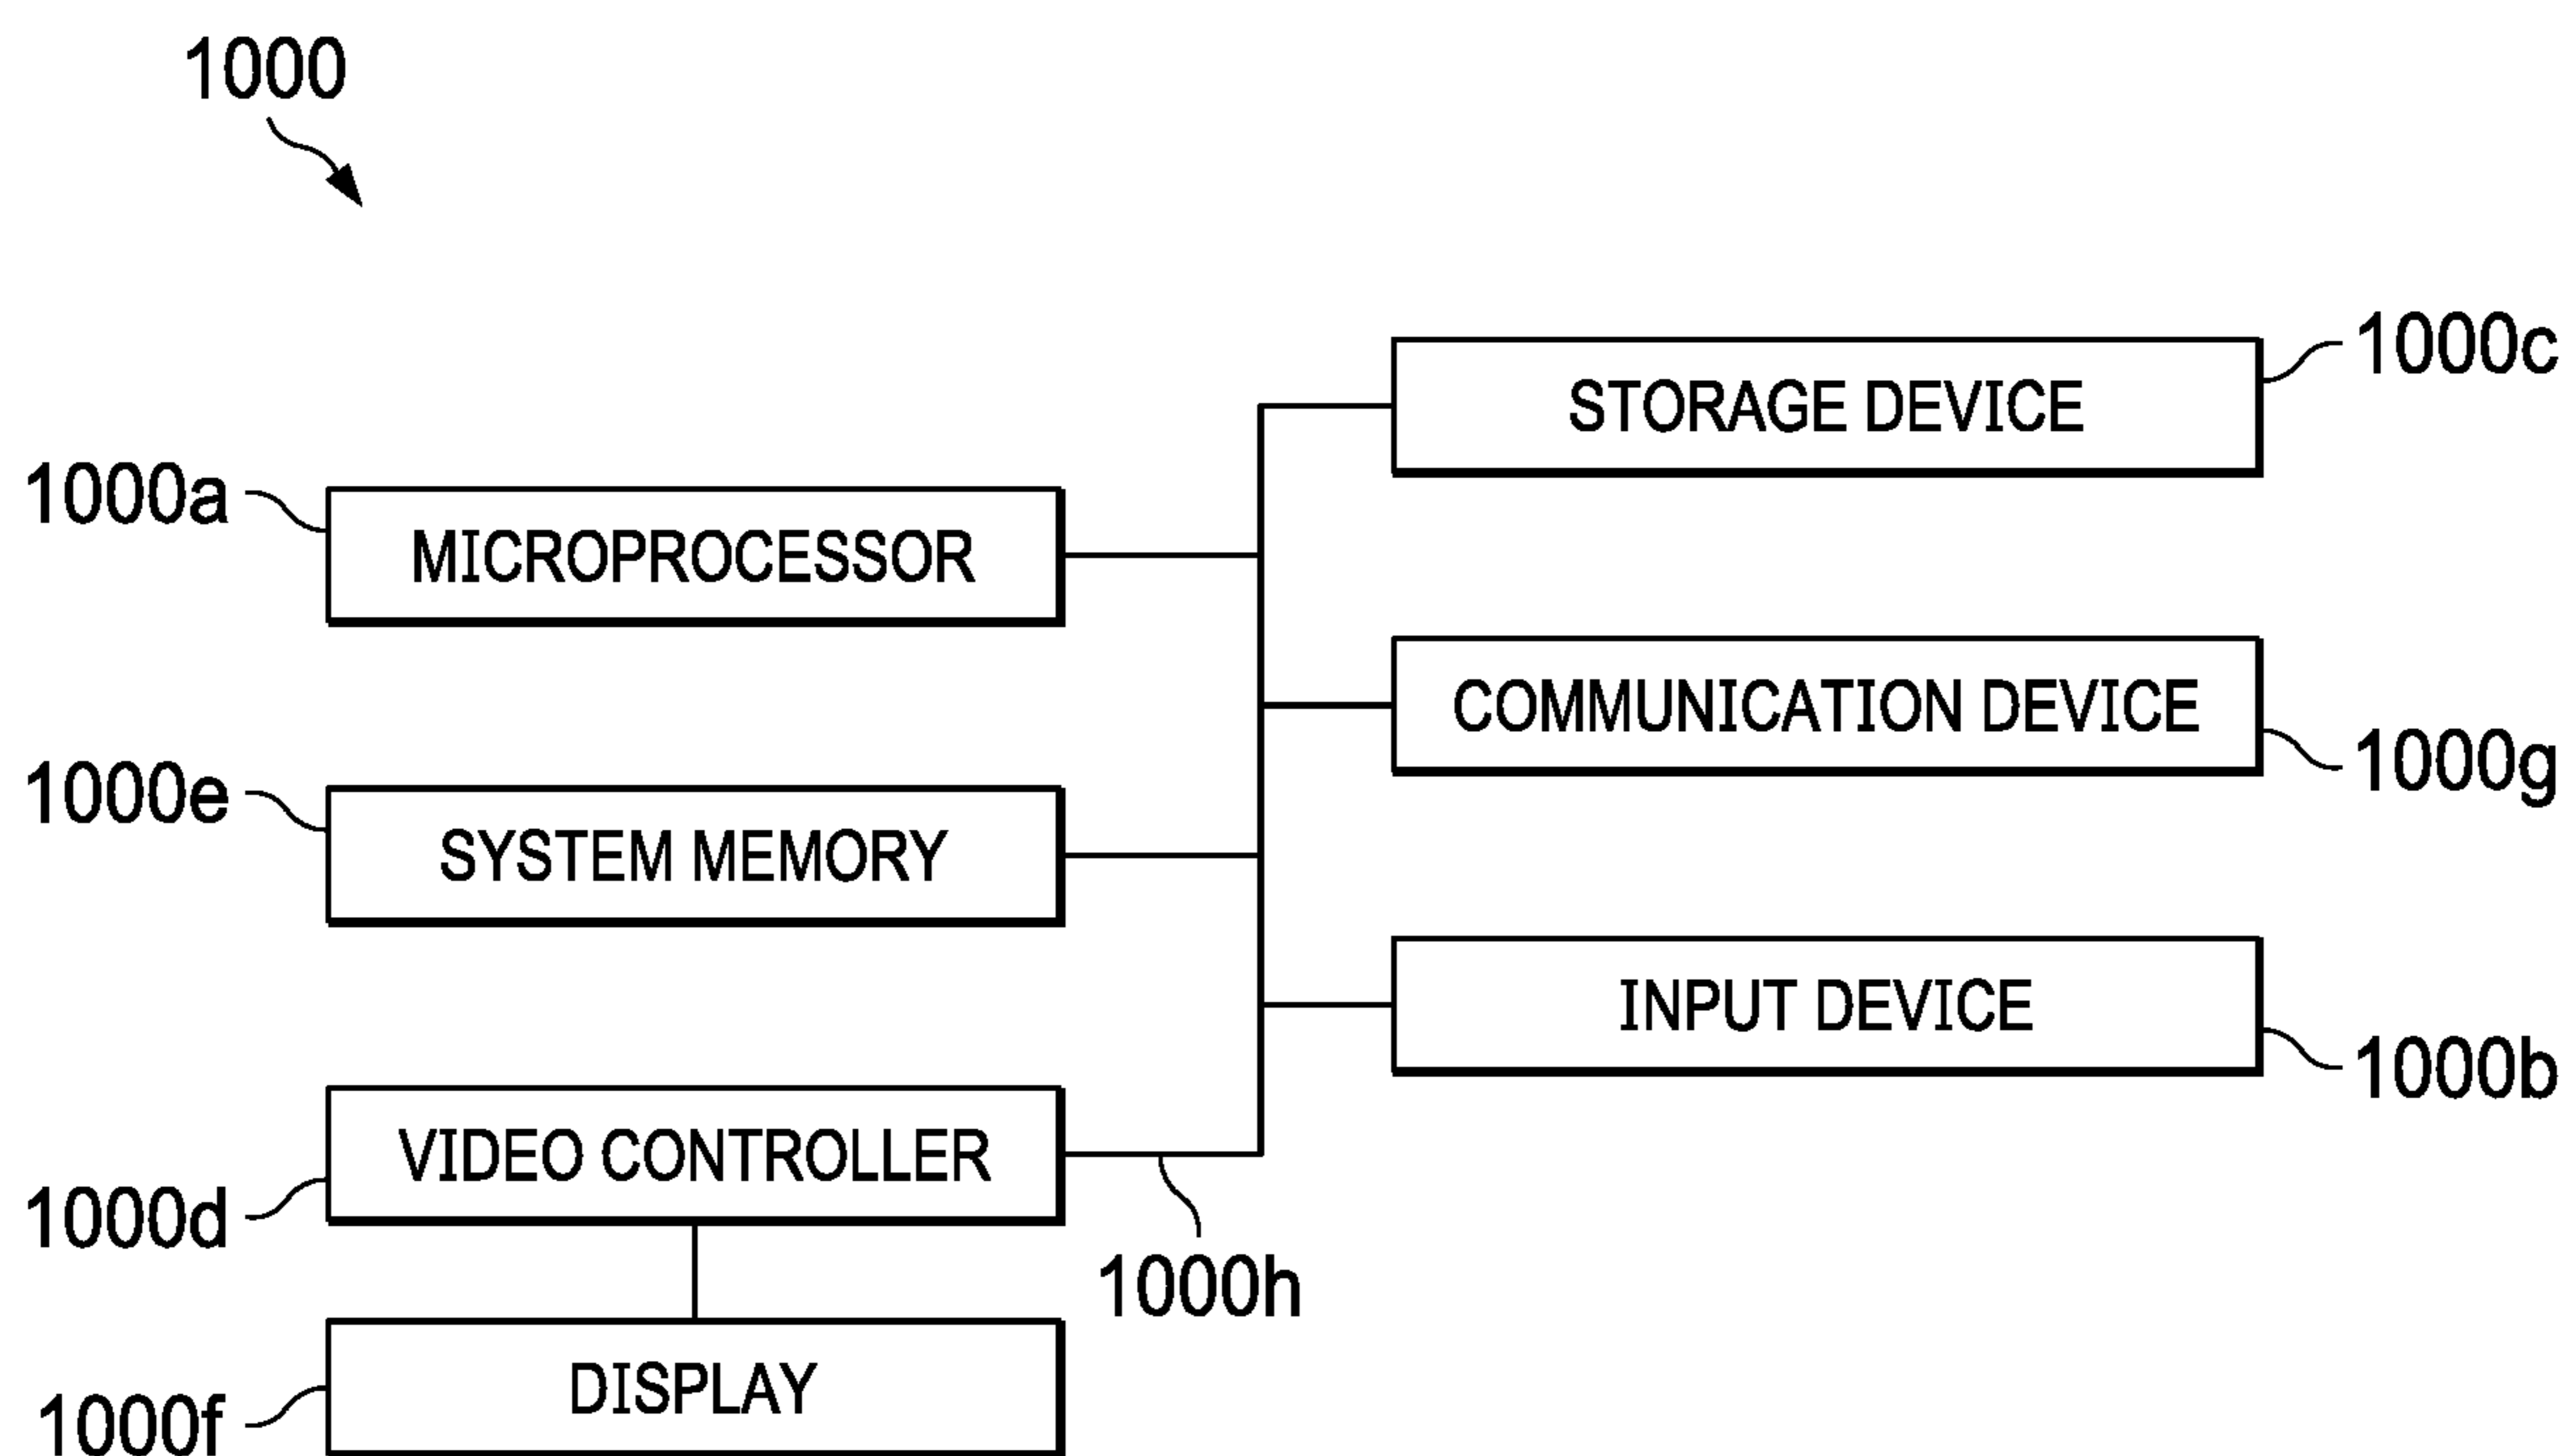 1000
STORAGE DEVICE
1000c
1000a
MICROPROCESSOR
COMMUNICATION DEVICE
1000g
1000e
SYSTEM MEMORY
INPUT DEVICE
1000b
VIDEO CONTROLLER
1000d
1000h
DISPLAY
1000f